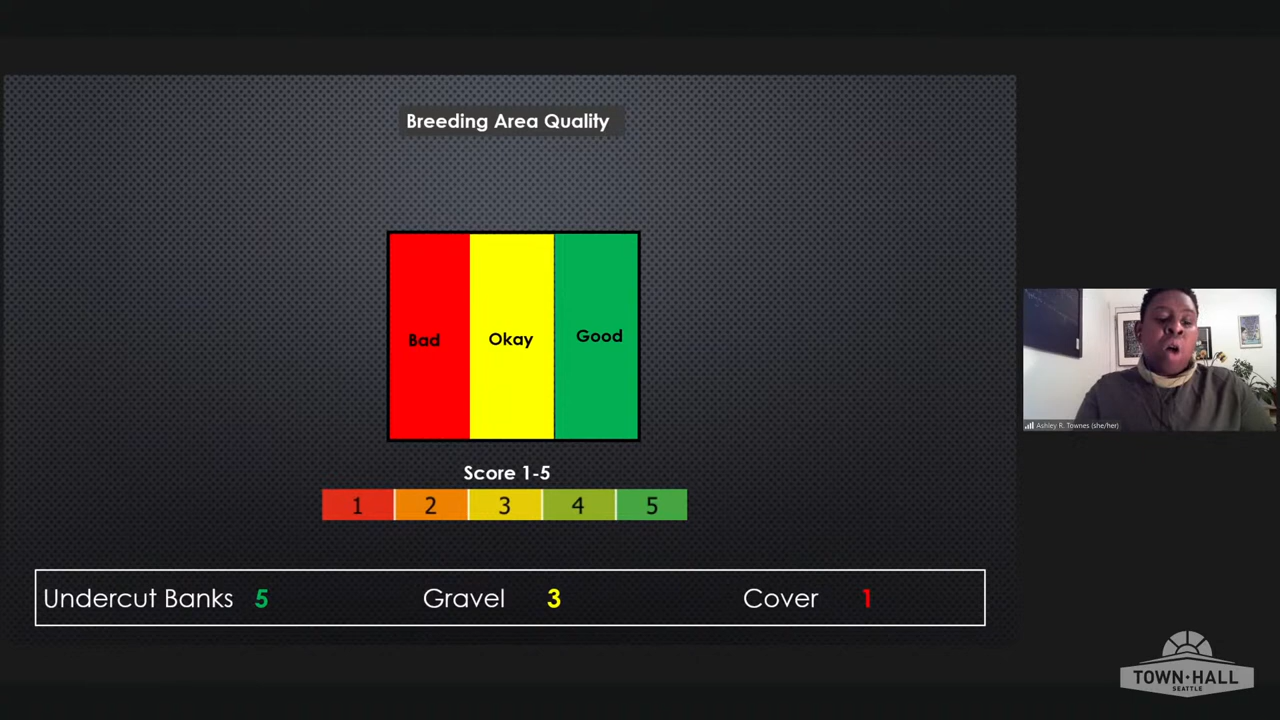 Breeding Area Quality
Bad Okay Good
Score 1-5
1 2 3 4 5
Undercut Banks 5 Gravel 3 Cover 1
Ashley R. Townes (she/her)
TOWN·HALL
SEATTLE